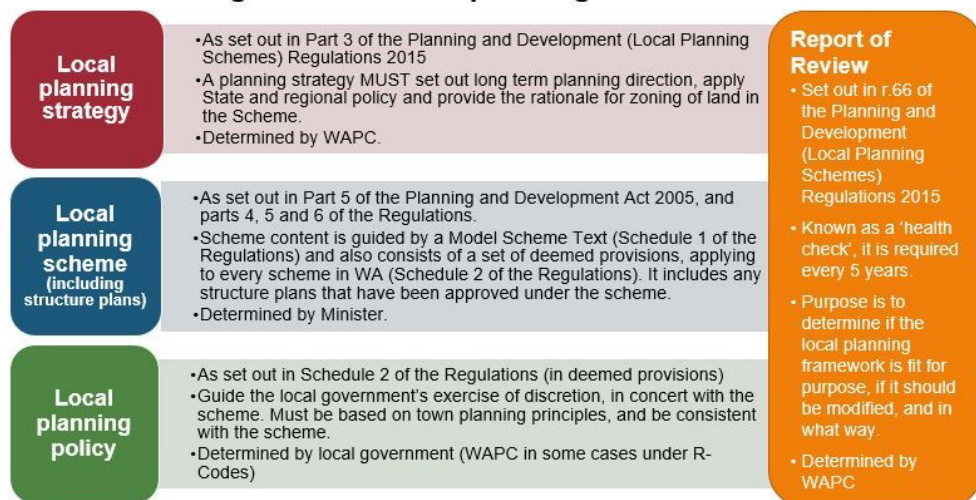 Local
planning
strategy
•As set out in Part 3 of the Planning and Development (Local Planning
Schemes) Regulations 2015
•A planning strategy MUST set out long term planning direction, apply
State and regional policy and provide the rationale for zoning of land in
the Scheme.
•Determined by WAPC.
Local
planning
scheme
(including
structure plans)
•As set out in Part 5 of the Planning and Development Act 2005, and
parts 4, 5 and 6 of the Regulations.
•Scheme content is guided by a Model Scheme Text (Schedule 1 of the
Regulations) and also consists of a set of deemed provisions, applying
to every scheme in WA (Schedule 2 of the Regulations). It includes any
structure plans that have been approved under the scheme.
•Determined by Minister.
Local
planning
policy
•As set out in Schedule 2 of the Regulations (in deemed provisions)
•Guide the local government's exercise of discretion, in concert with the
scheme. Must be based on town planning principles, and be consistent
with the scheme.
•Determined by local government (WAPC in some cases under R-
Codes)
Report of
Review
• Set out in r.66 of
the Planning and
Development
(Local Planning
Schemes)
Regulations 2015
• Known as a 'health
check', it is required
every 5 years.
• Purpose is to
determine if the
local planning
framework is fit for
purpose, if it should
be modified, and in
what way.
• Determined by
WAPC